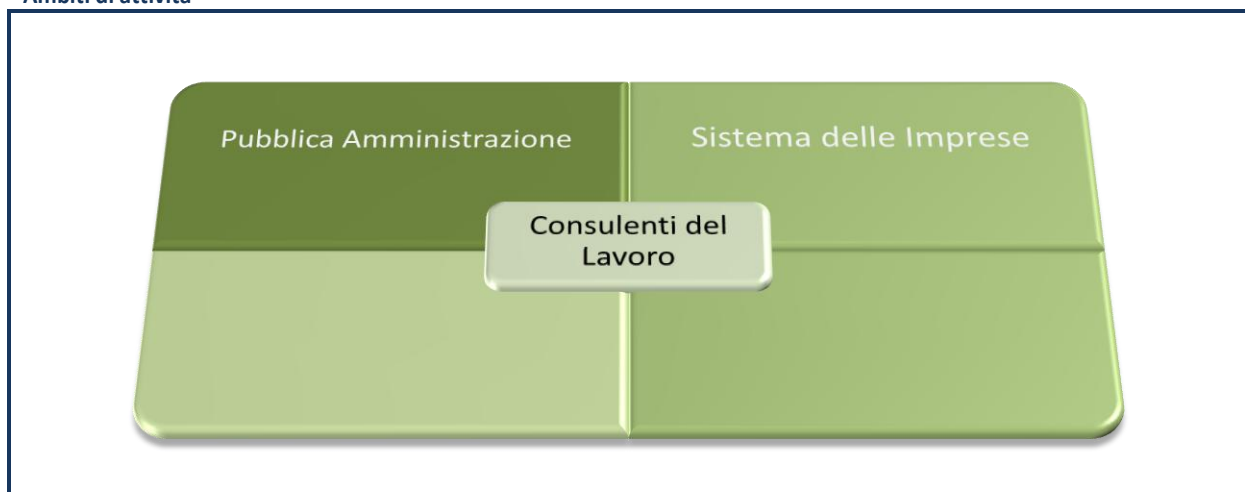 Ambiti di attività
Pubblica Amministrazione
Sistema delle Imprese
Consulenti del
Lavoro